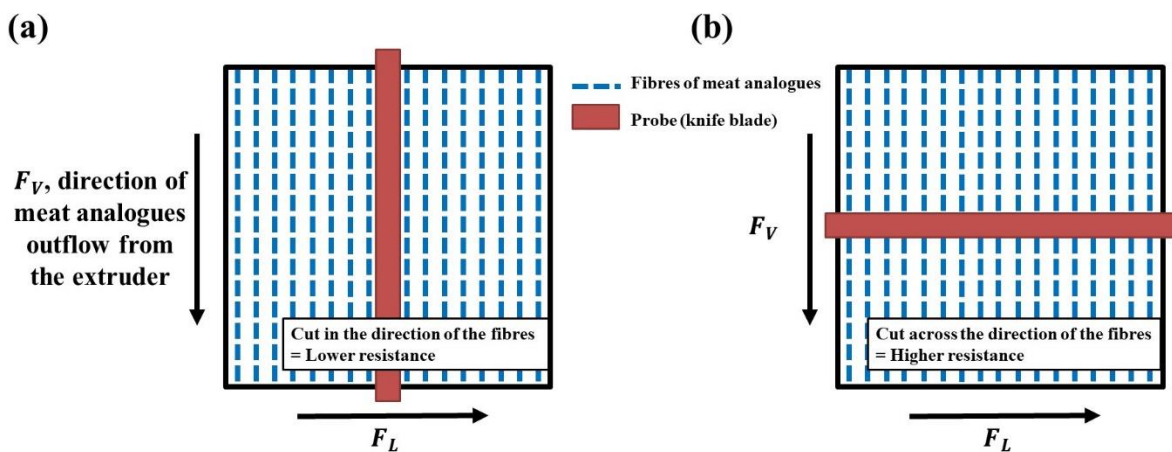 (a)
(b)
Fibres of meat analogues
Probe (knife blade)
F_V, direction of
meat analogues
outflow from
the extruder
F_V
Cut in the direction of the fibres
= Lower resistance
Cut across the direction of the fibres
= Higher resistance
F_L
F_L